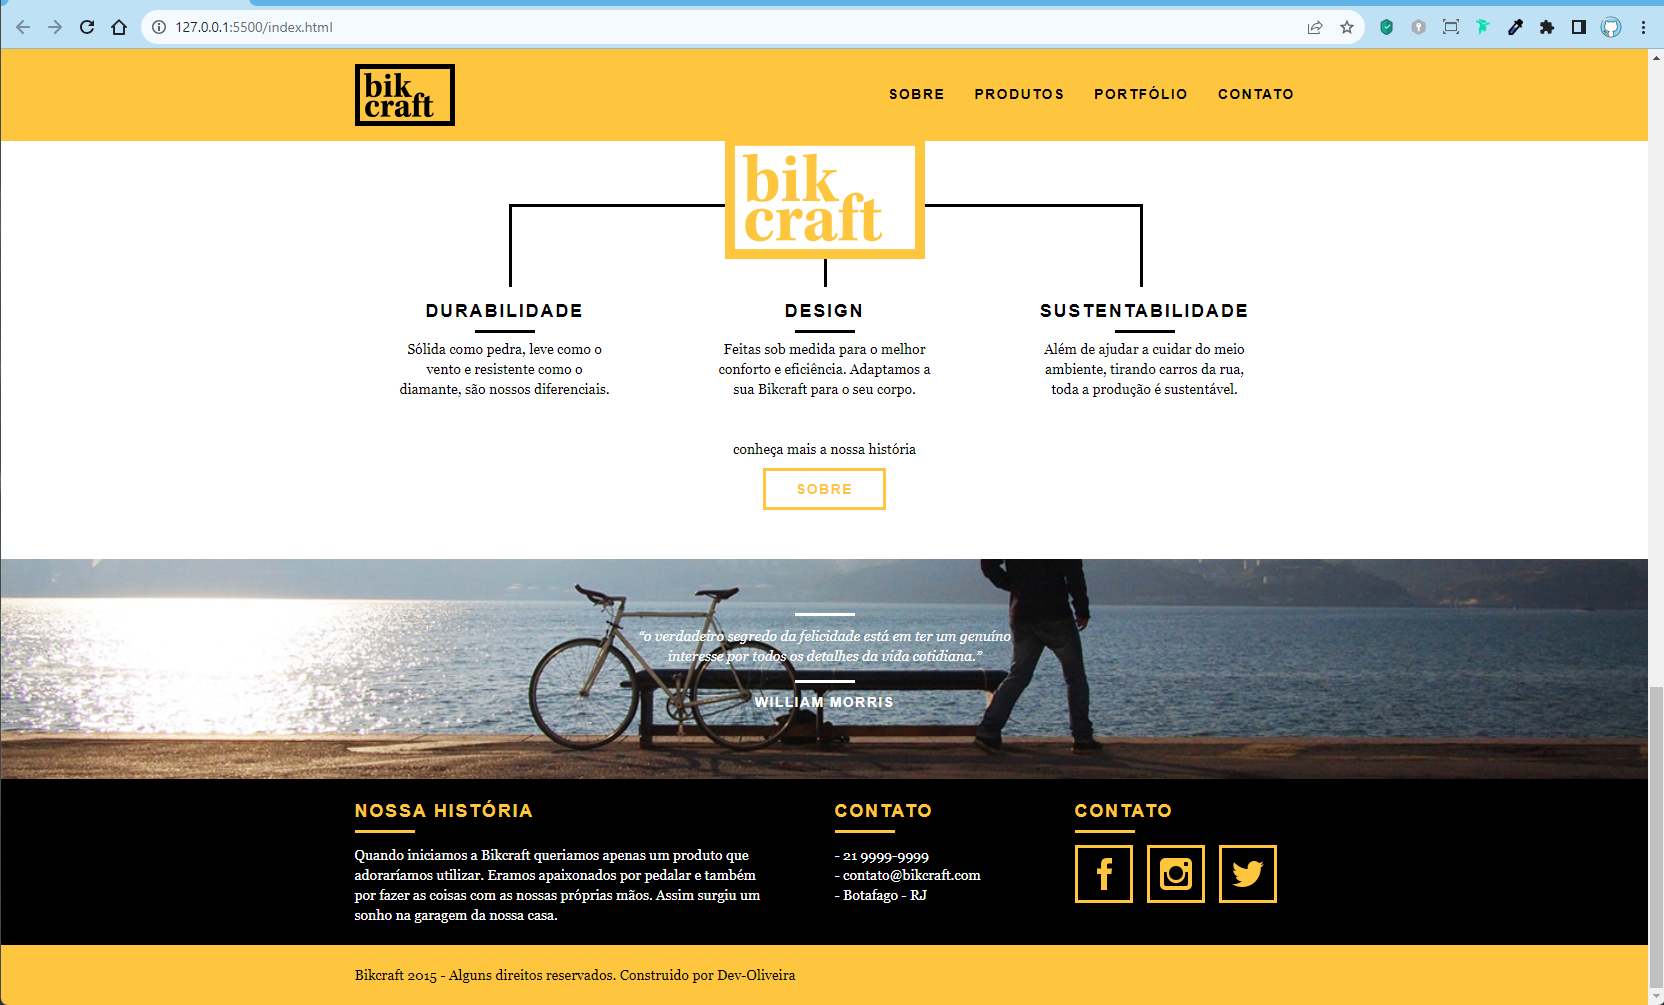 127.0.0.1:5500/index.html
bik
craft
SOBRE PRODUTOS PORTFÓLIO CONTATO
bik
craft
DURABILIDADE
Sólida como pedra, leve como o
vento e resistente como o
diamante, são nossos diferenciais.
DESIGN
Feitas sob medida para o melhor
conforto e eficiência. Adaptamos a
sua Bikcraft para o seu corpo.
SUSTENTABILIDADE
Além de ajudar a cuidar do meio
ambiente, tirando carros da rua,
toda a produção é sustentável.
conheça mais a nossa história
SOBRE
“o verdadeiro segredo da felicidade está em ter um genuíno
interesse por todos os detalhes da vida cotidiana.”
WILLIAM MORRIS
NOSSA HISTÓRIA
Quando iniciamos a Bikcraft queriamos apenas um produto que
adoraríamos utilizar. Eramos apaixonados por pedalar e também
por fazer as coisas com as nossas próprias mãos. Assim surgiu um
sonho na garagem da nossa casa.
CONTATO
- 21 9999-9999
- contato@bikcraft.com
- Botafago - RJ
CONTATO
Bikcraft 2015 - Alguns direitos reservados. Construido por Dev-Oliveira